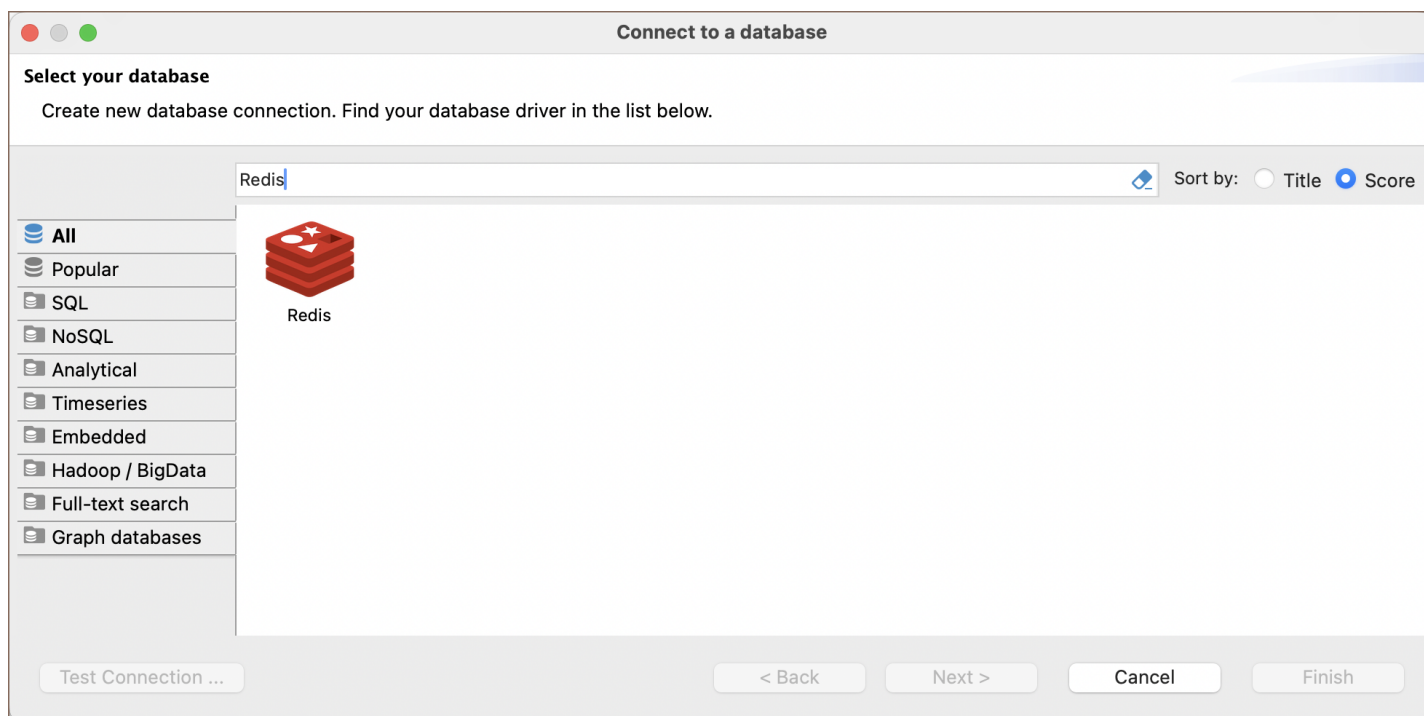 Connect to a database
Select your database
Create new database connection. Find your database driver in the list below.
Redis
Sort by: Title Score
All
Popular
SQL
NoSQL
Analytical
Timeseries
Embedded
Hadoop / BigData
Full-text search
Graph databases
Redis
Test Connection ...
< Back
Next >
Cancel
Finish